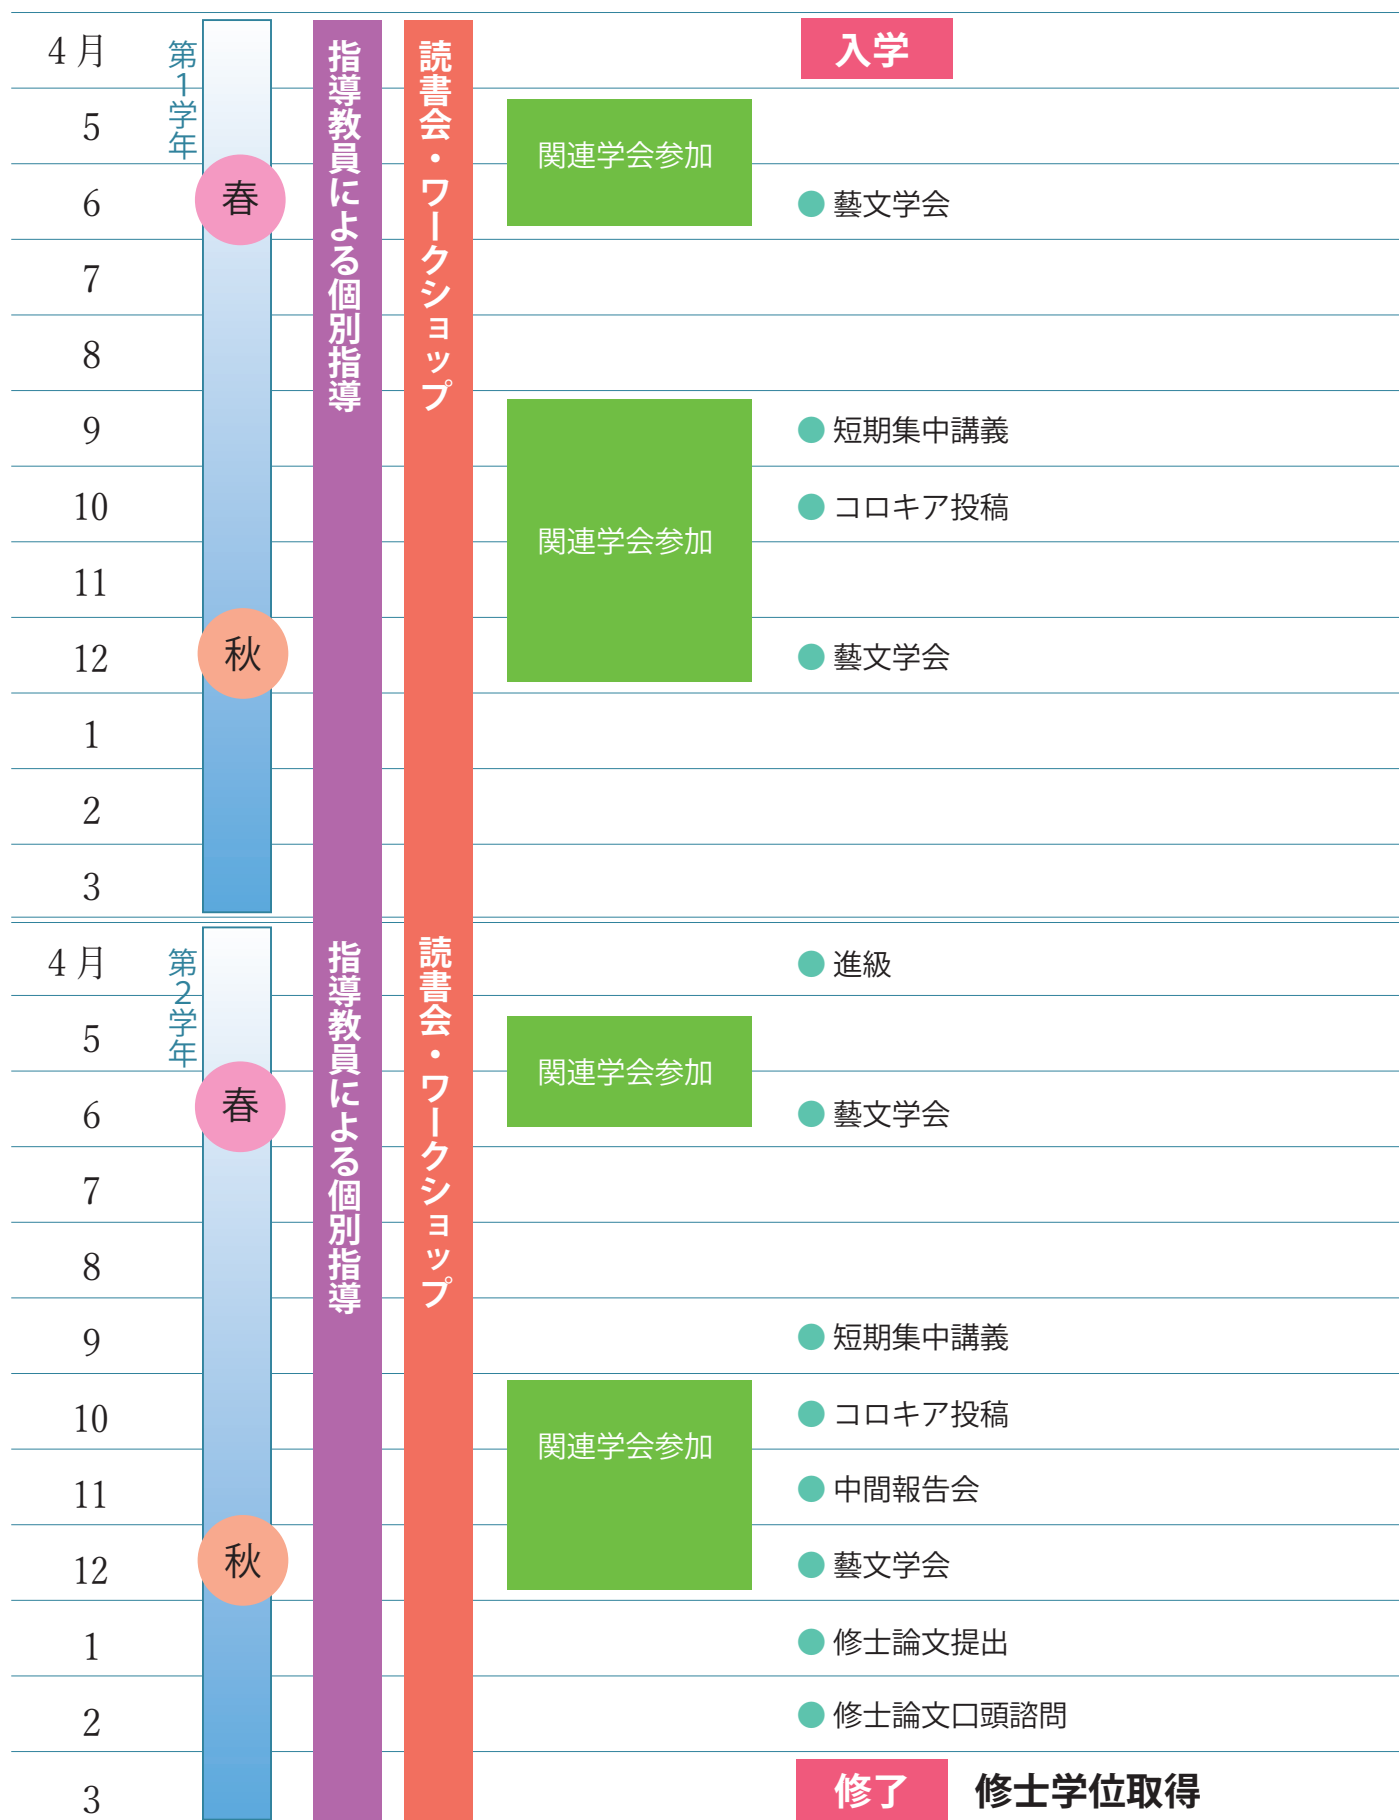 4月
第1学年
指導教員による個別指導
読書会・ワークショップ
入学
5
関連学会参加
6
春
藝文学会
7
8
9
短期集中講義
10
コロキア投稿
関連学会参加
11
12
秋
藝文学会
1
2
3
4月
第2学年
指導教員による個別指導
読書会・ワークショップ
進級
5
関連学会参加
6
春
藝文学会
7
8
9
短期集中講義
10
コロキア投稿
関連学会参加
11
中間報告会
12
秋
藝文学会
1
修士論文提出
2
修士論文口頭諮問
3
修了 修士学位取得